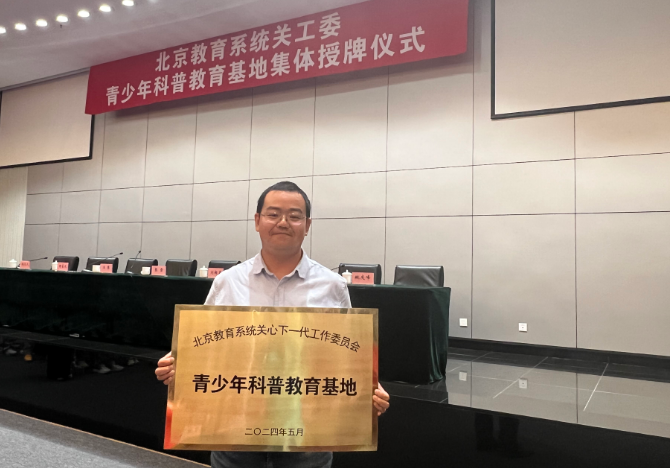 北京教育系统关工委
青少年科普教育基地集体授牌仪式
北京教育系统关心下一代工作委员会
青少年科普教育基地
二〇二四年五月